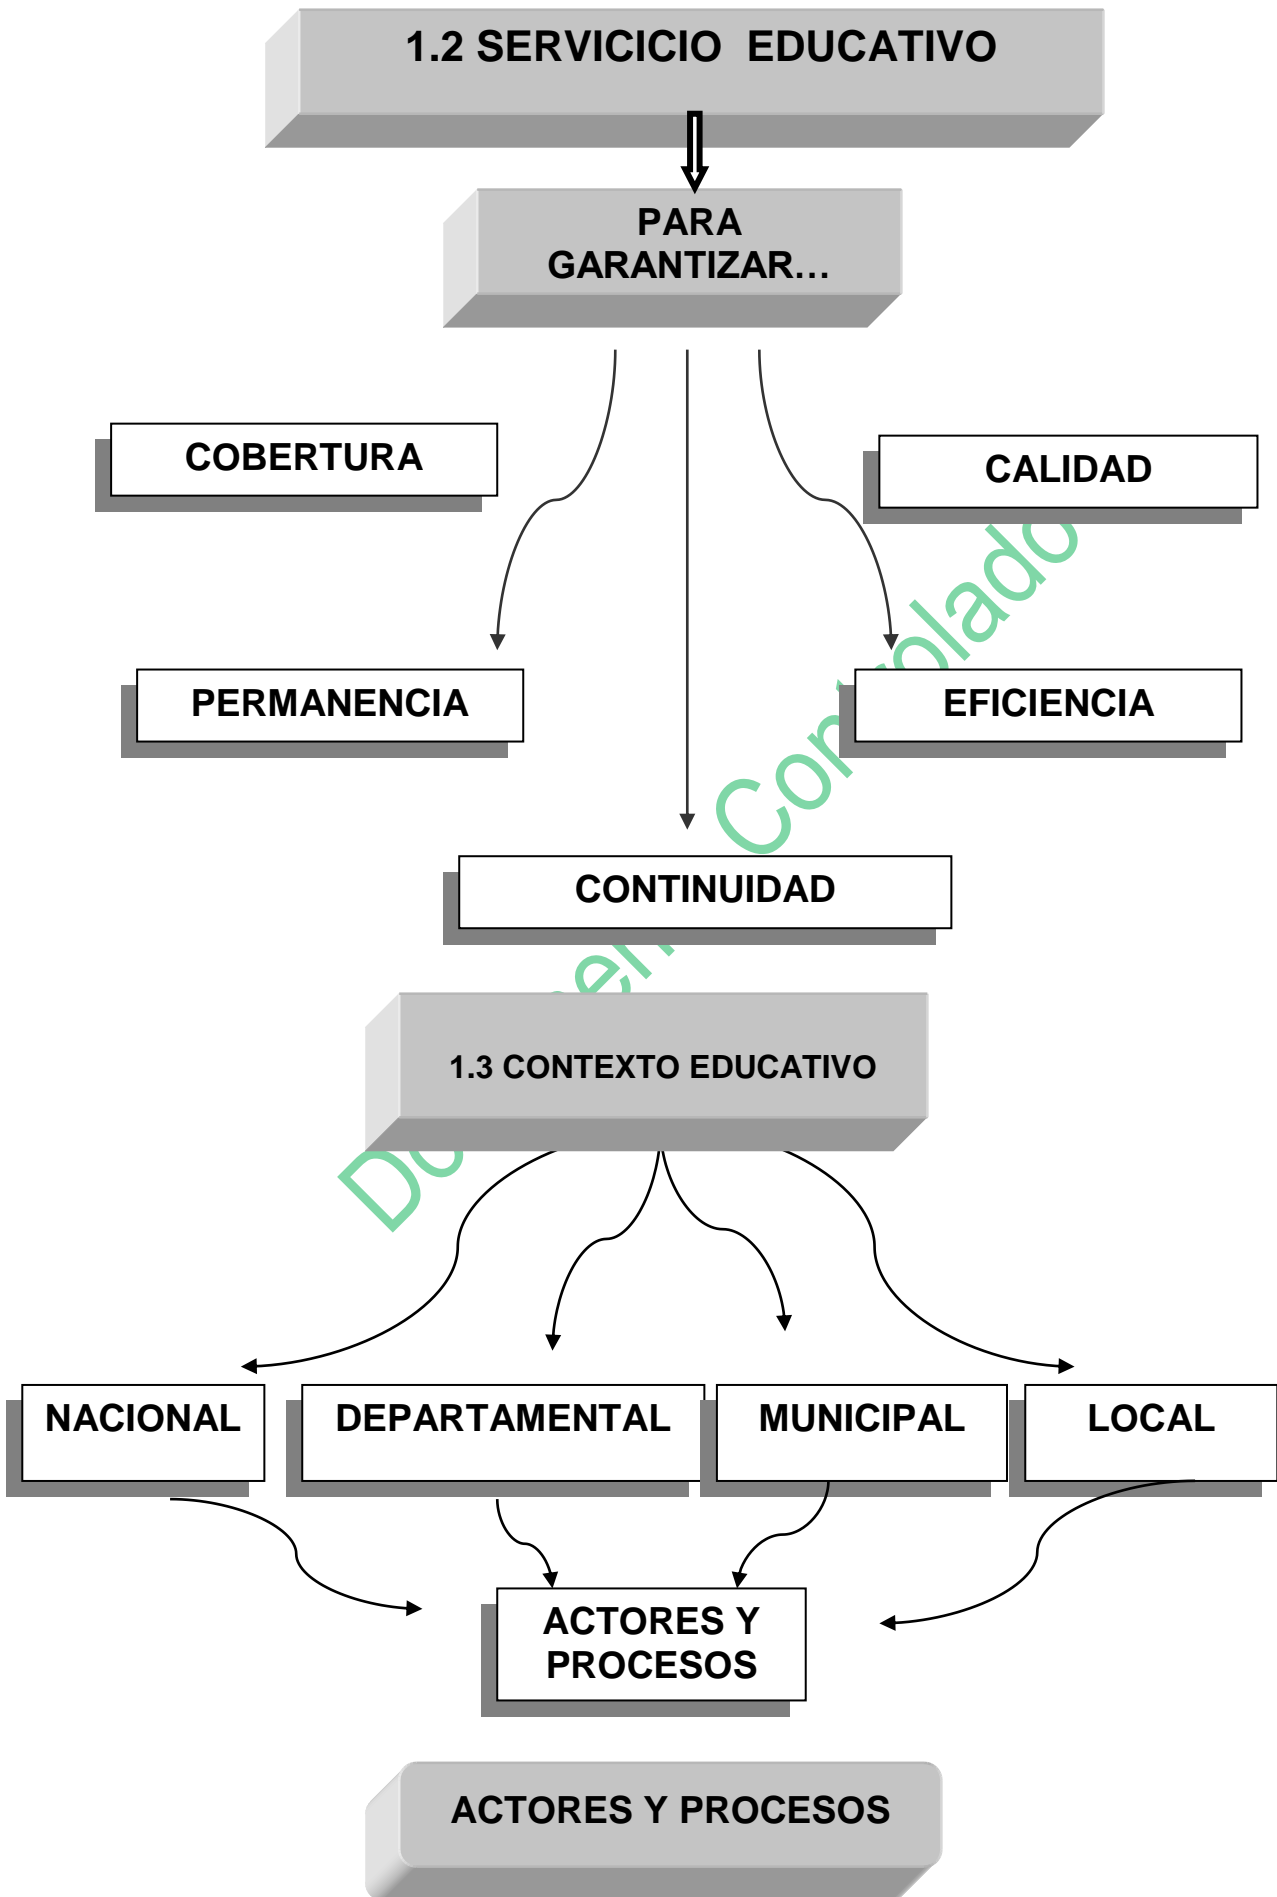 1.2 SERVICICIO EDUCATIVO
PARA
GARANTIZAR…
COBERTURA
CALIDAD
PERMANENCIA
EFICIENCIA
CONTINUIDAD
1.3 CONTEXTO EDUCATIVO
NACIONAL
DEPARTAMENTAL
MUNICIPAL
LOCAL
ACTORES Y
PROCESOS
ACTORES Y PROCESOS